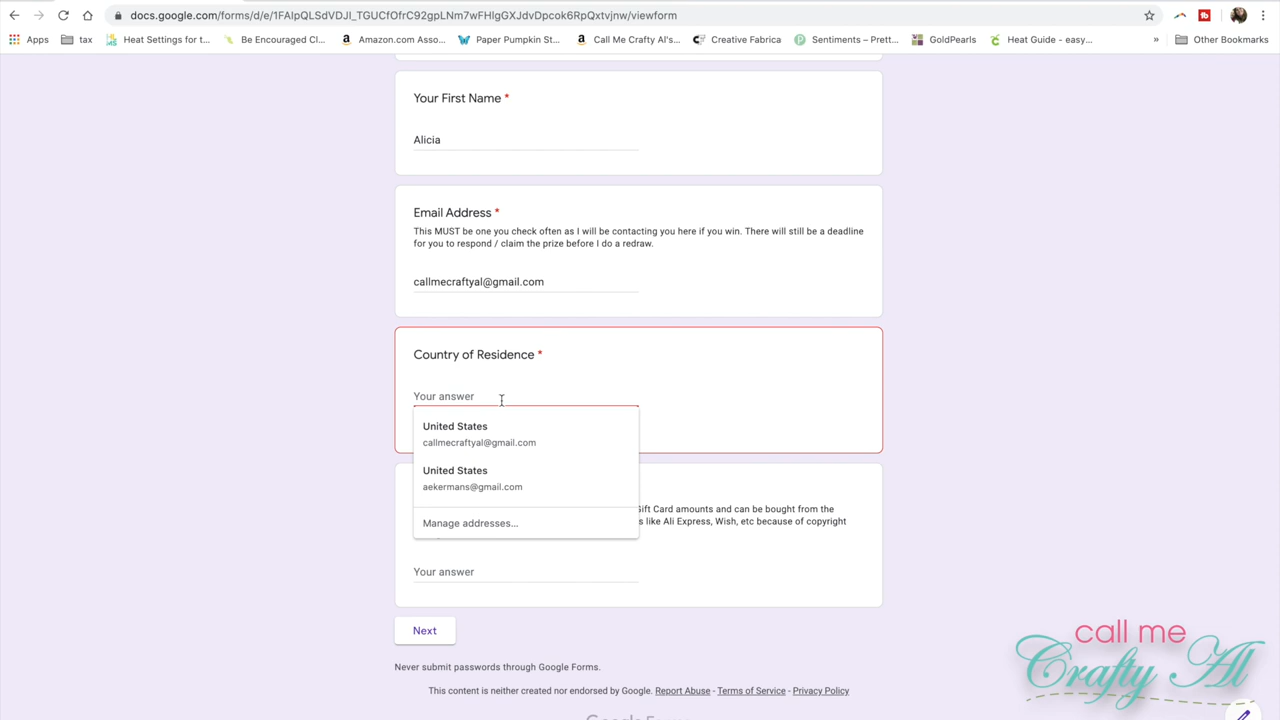 docs.google.com/forms/d/e/1FAIpQLSdVDJI_TGUCfOfrC92gpLNm7wFHlgGXJdvDpcok6RpQxtvjnw/viewform
Apps tax Heat Settings for t... Be Encouraged Cl... Amazon.com Asso... Paper Pumpkin St... Call Me Crafty Al's... Creative Fabrica Sentiments – Prett... GoldPearls Heat Guide - easy... » Other Bookmarks
Your First Name *
Alicia
Email Address *
This MUST be one you check often as I will be contacting you here if you win. There will still be a deadline
for you to respond / claim the prize before I do a redraw.
callmecraftyal@gmail.com
Country of Residence *
Your answer
United States
callmecraftyal@gmail.com
United States
aekermans@gmail.com
Manage addresses...
Gift Card amounts and can be bought from the
s like Ali Express, Wish, etc because of copyright
Your answer
Next
Never submit passwords through Google Forms.
This content is neither created nor endorsed by Google. Report Abuse - Terms of Service - Privacy Policy
Google Forms
call me
Crafty Al